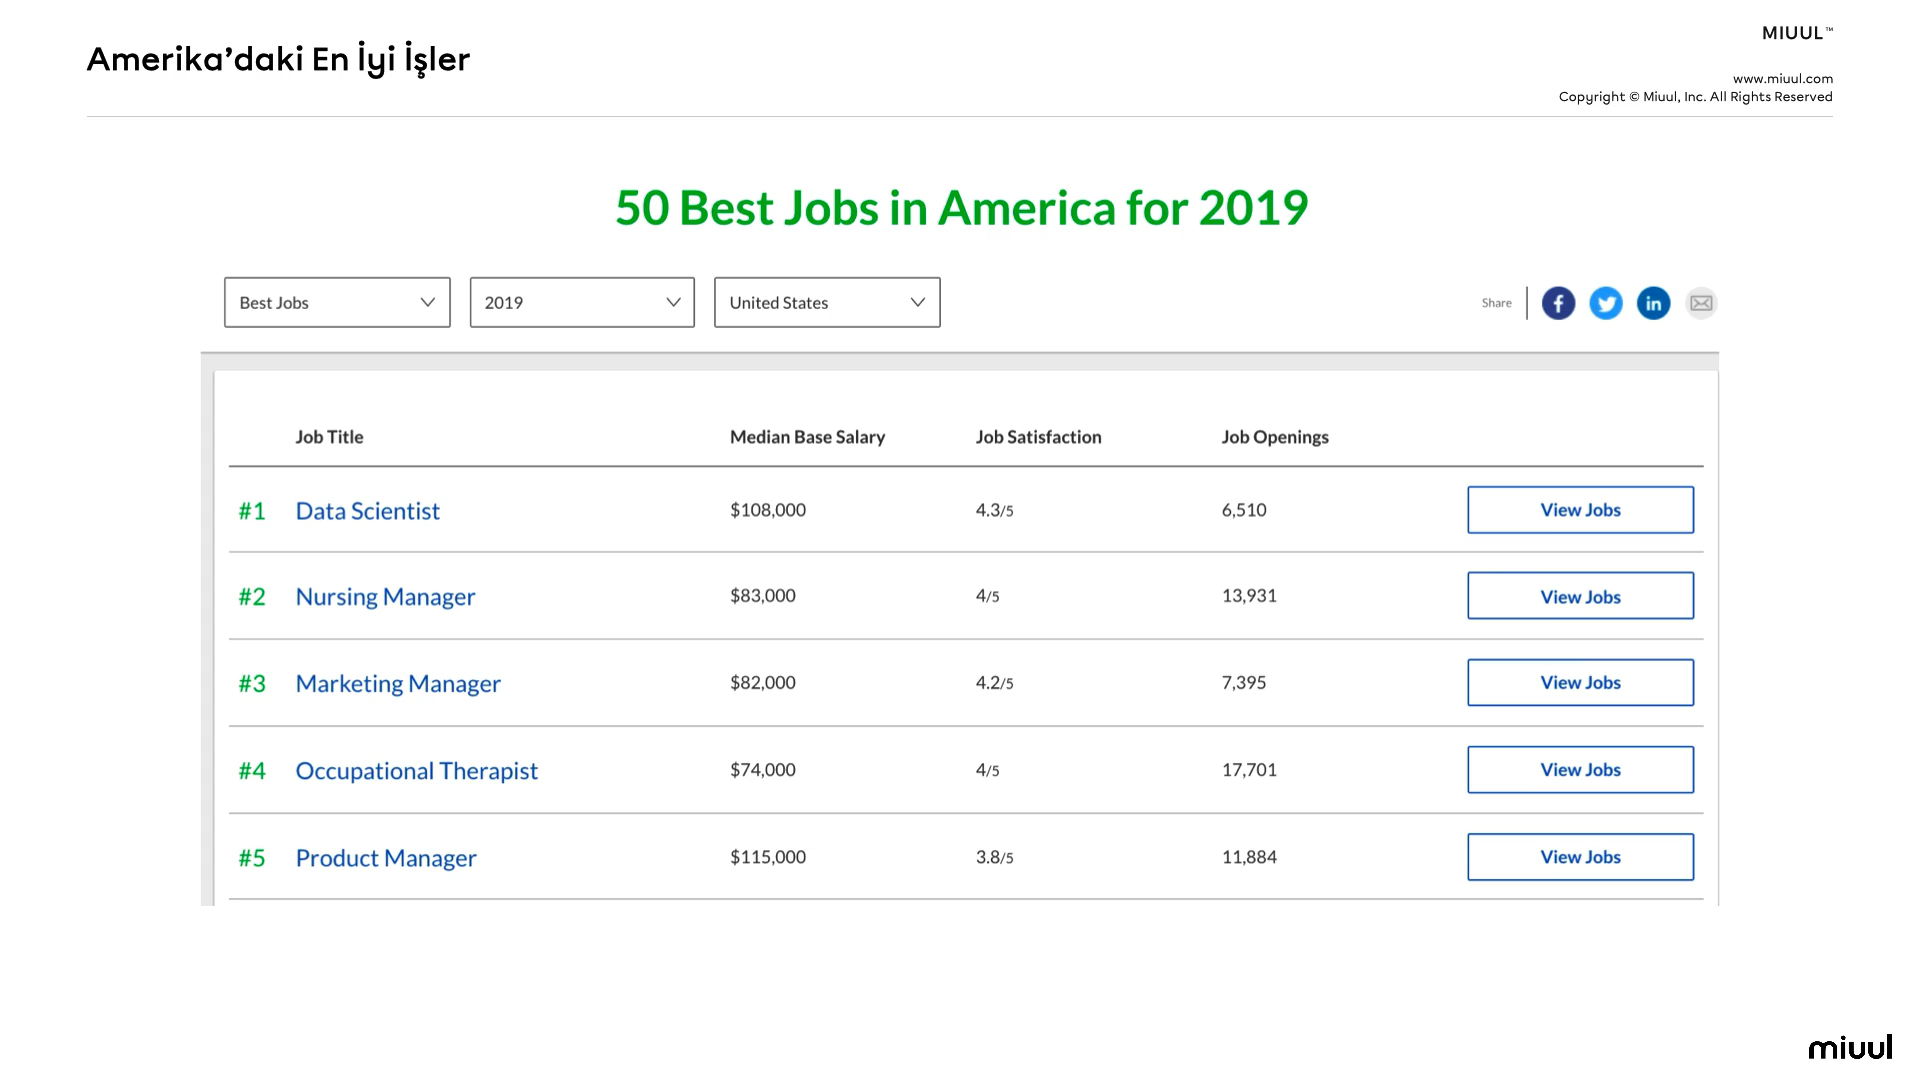 Amerika’daki En İyi İşler
MIUUL™
www.miuul.com
Copyright © Miuul, Inc. All Rights Reserved
50 Best Jobs in America for 2019
Best Jobs 2019 United States Share
Job Title Median Base Salary Job Satisfaction Job Openings
#1 Data Scientist $108,000 4.3/5 6,510 View Jobs
#2 Nursing Manager $83,000 4/5 13,931 View Jobs
#3 Marketing Manager $82,000 4.2/5 7,395 View Jobs
#4 Occupational Therapist $74,000 4/5 17,701 View Jobs
#5 Product Manager $115,000 3.8/5 11,884 View Jobs
miuul